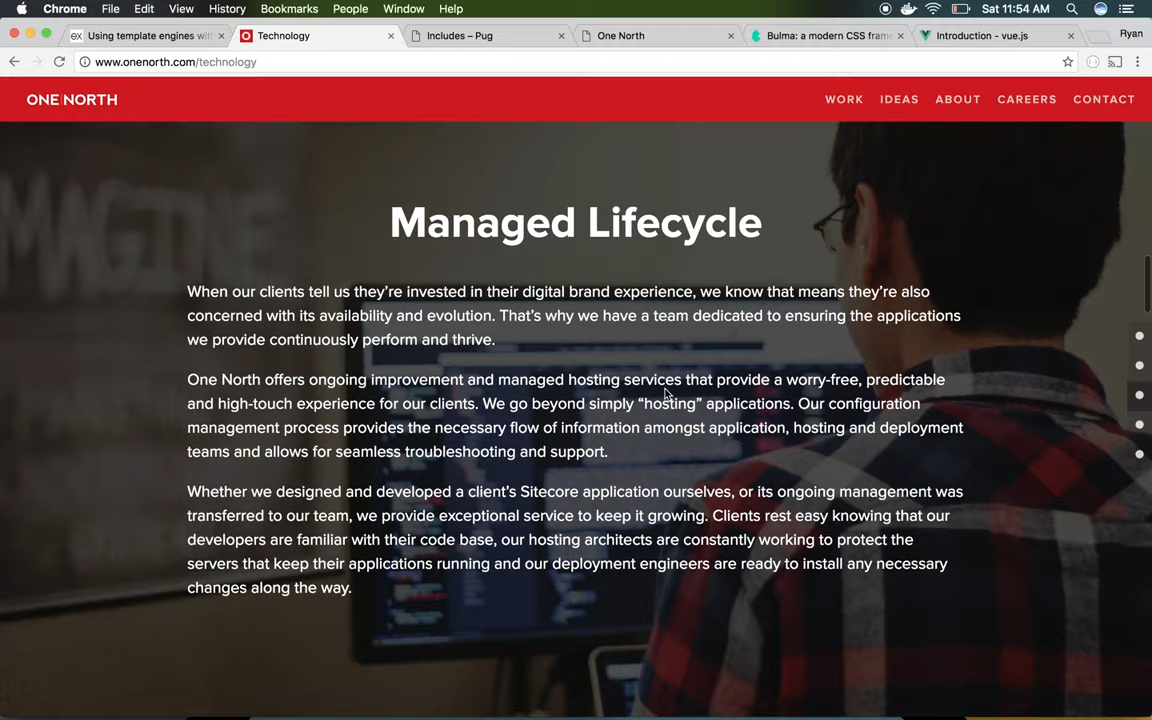 Chrome File Edit View History Bookmarks People Window Help Sat 11:54 AM
ex Using template engines with
Technology
Includes – Pug
One North
Bulma: a modern CSS fram
Introduction - vue.js
Ryan
www.onenorth.com/technology
ONE NORTH WORK IDEAS ABOUT CAREERS CONTACT
Managed Lifecycle
When our clients tell us they’re invested in their digital brand experience, we know that means they’re also
concerned with its availability and evolution. That’s why we have a team dedicated to ensuring the applications
we provide continuously perform and thrive.
One North offers ongoing improvement and managed hosting services that provide a worry-free, predictable
and high-touch experience for our clients. We go beyond simply “hosting” applications. Our configuration
management process provides the necessary flow of information amongst application, hosting and deployment
teams and allows for seamless troubleshooting and support.
Whether we designed and developed a client’s Sitecore application ourselves, or its ongoing management was
transferred to our team, we provide exceptional service to keep it growing. Clients rest easy knowing that our
developers are familiar with their code base, our hosting architects are constantly working to protect the
servers that keep their applications running and our deployment engineers are ready to install any necessary
changes along the way.